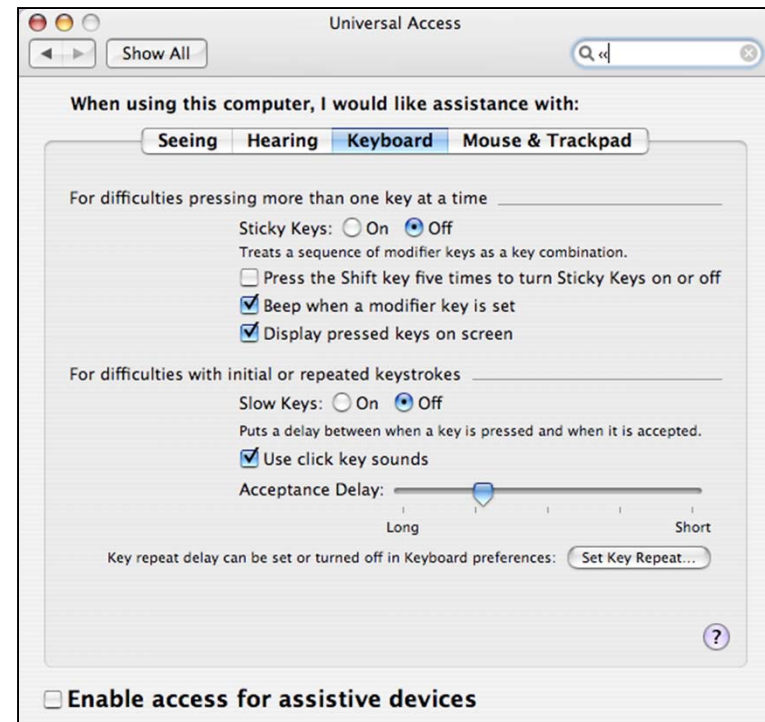 Universal Access
Show All
‹‹
When using this computer, I would like assistance with:
Seeing Hearing Keyboard Mouse & Trackpad
For difficulties pressing more than one key at a time
Sticky Keys: On Off
Treats a sequence of modifier keys as a key combination.
Press the Shift key five times to turn Sticky Keys on or off
Beep when a modifier key is set
Display pressed keys on screen
For difficulties with initial or repeated keystrokes
Slow Keys: On Off
Puts a delay between when a key is pressed and when it is accepted.
Use click key sounds
Acceptance Delay:
Long Short
Key repeat delay can be set or turned off in Keyboard preferences: Set Key Repeat...
?
Enable access for assistive devices